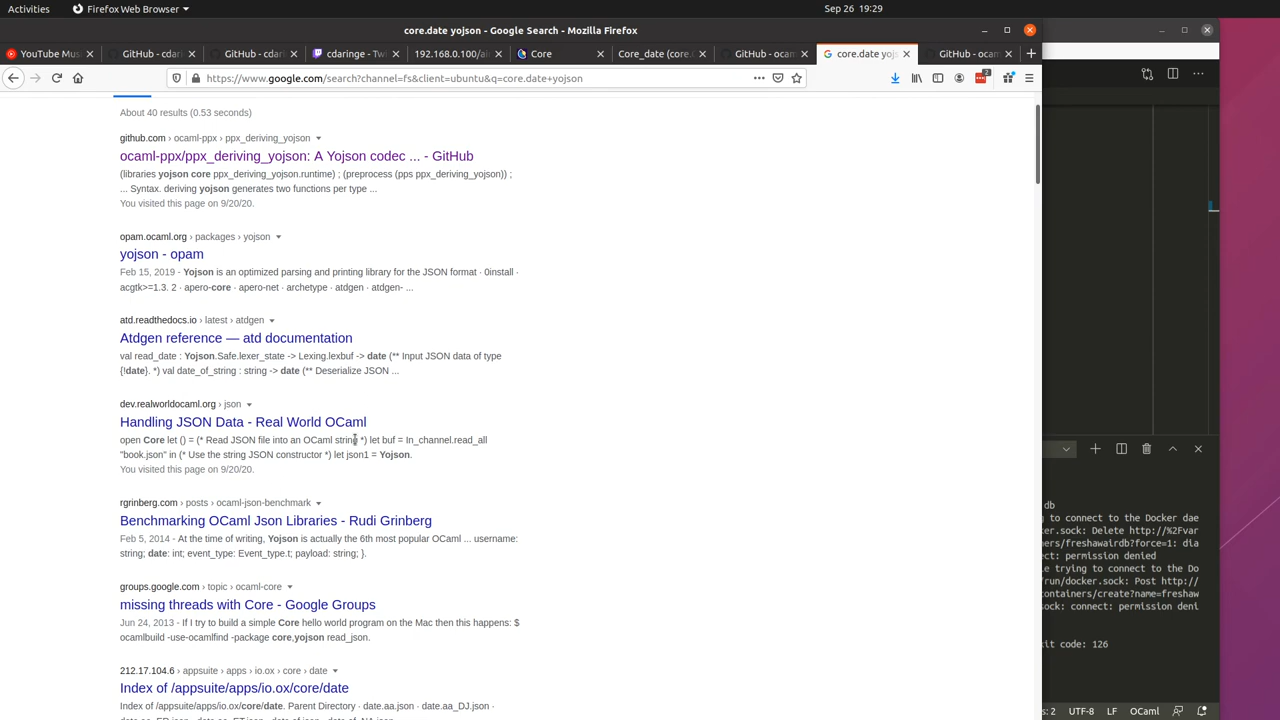 Activities
Firefox Web Browser
Sep 26 19:29
core.date yojson - Google Search - Mozilla Firefox
YouTube Mus
GitHub - cdari
GitHub - cdari
cdaringe - Twi
192.168.0.100/ai
Core
Core_date (core.C
GitHub - ocam
core.date yojs
GitHub - ocam
https://www.google.com/search?channel=fs&client=ubuntu&q=core.date+yojson
2
About 40 results (0.53 seconds)
github.com › ocaml-ppx › ppx_deriving_yojson
ocaml-ppx/ppx_deriving_yojson: A Yojson codec ... - GitHub
(libraries yojson core ppx_deriving_yojson.runtime) ; (preprocess (pps ppx_deriving_yojson)) ;
... Syntax. deriving yojson generates two functions per type ...
You visited this page on 9/20/20.
opam.ocaml.org › packages › yojson
yojson - opam
Feb 15, 2019 - Yojson is an optimized parsing and printing library for the JSON format · 0install ·
acgtk>=1.3. 2 · apero-core · apero-net · archetype · atdgen · atdgen- ...
atd.readthedocs.io › latest › atdgen
Atdgen reference — atd documentation
val read_date : Yojson.Safe.lexer_state -> Lexing.lexbuf -> date (** Input JSON data of type
{!date}. *) val date_of_string : string -> date (** Deserialize JSON ...
dev.realworldocaml.org › json
Handling JSON Data - Real World OCaml
open Core let () = (* Read JSON file into an OCaml string *) let buf = In_channel.read_all
"book.json" in (* Use the string JSON constructor *) let json1 = Yojson.
You visited this page on 9/20/20.
rgrinberg.com › posts › ocaml-json-benchmark
Benchmarking OCaml Json Libraries - Rudi Grinberg
Feb 5, 2014 - At the time of writing, Yojson is actually the 6th most popular OCaml ... username:
string; date: int; event_type: Event_type.t; payload: string; }.
groups.google.com › topic › ocaml-core
missing threads with Core - Google Groups
Jun 24, 2013 - If I try to build a simple Core hello world program on the Mac then this happens: $
ocamlbuild -use-ocamlfind -package core,yojson read_json.
212.17.104.6 › appsuite › apps › io.ox › core › date
Index of /appsuite/apps/io.ox/core/date
Index of /appsuite/apps/io.ox/core/date. Parent Directory · date.aa.json · date.aa_DJ.json ·
db
g to connect to the Docker dae
ker.sock: Delete http://%2Fvar
ners/freshawairdb?force=1: dia
connect: permission denied
le trying to connect to the Do
/run/docker.sock: Post http://
containers/create?name=freshaw
sock: connect: permission deni
xit code: 126
s: 2
UTF-8
LF
OCaml